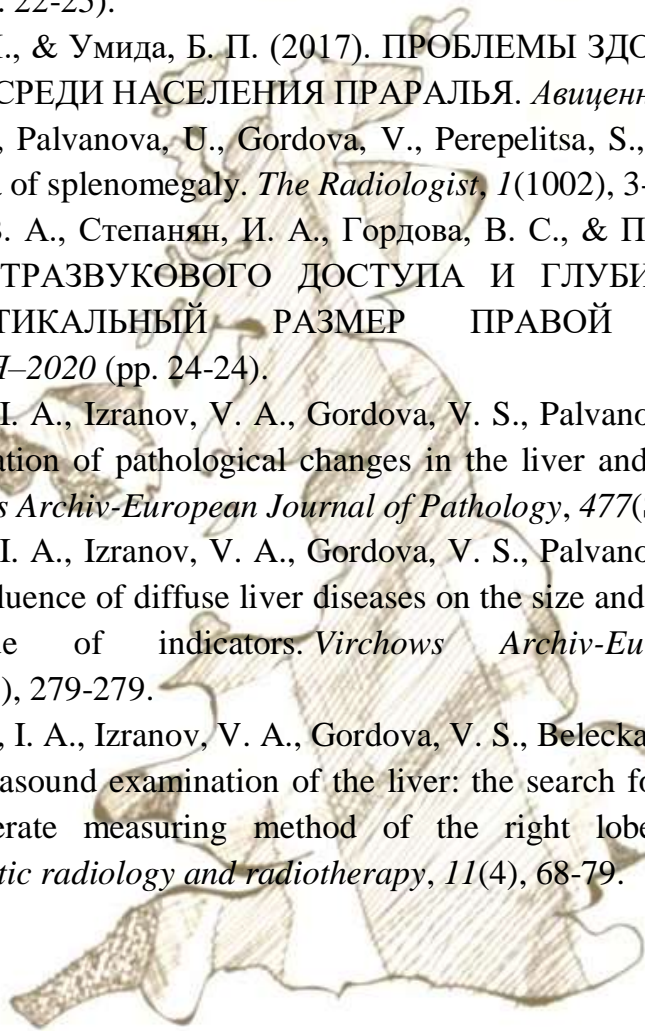 . 22-25).
., & Умида, Б. П. (2017). ПРОБЛЕМЫ ЗДО
СРЕДИ НАСЕЛЕНИЯ ПРАРАЛЬЯ. Авиценн
, Palvanova, U., Gordova, V., Perepelitsa, S.,
of splenomegaly. The Radiologist, 1(1002), 3-
. А., Степанян, И. А., Гордова, В. С., & П
ТРАЗВУКОВОГО ДОСТУПА И ГЛУБИ
ТИКАЛЬНЫЙ РАЗМЕР ПРАВОЙ
–2020 (pp. 24-24).
I. A., Izranov, V. A., Gordova, V. S., Palvano
ation of pathological changes in the liver and
s Archiv-European Journal of Pathology, 477(
I. A., Izranov, V. A., Gordova, V. S., Palvano
luence of diffuse liver diseases on the size and
e of indicators. Virchows Archiv-Eu
), 279-279.
, I. A., Izranov, V. A., Gordova, V. S., Belecka
asound examination of the liver: the search fo
erate measuring method of the right lobe
tic radiology and radiotherapy, 11(4), 68-79.